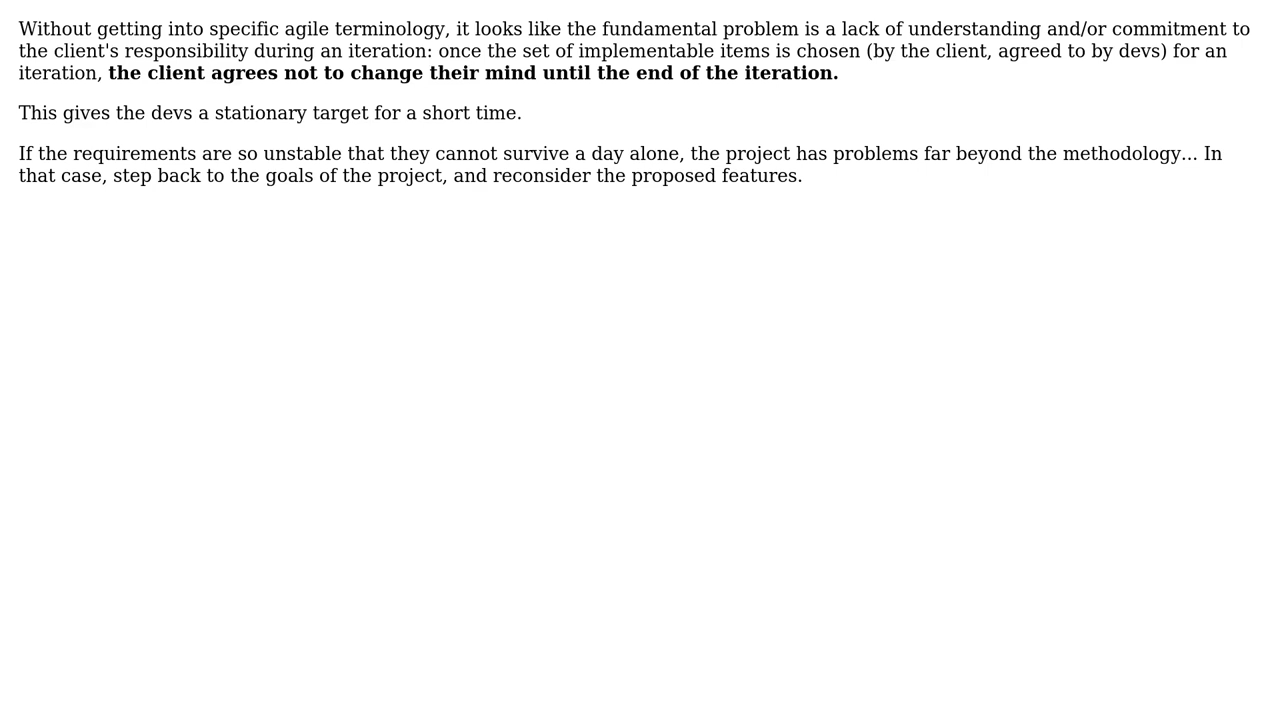 Without getting into specific agile terminology, it looks like the fundamental problem is a lack of understanding and/or commitment to
the client's responsibility during an iteration: once the set of implementable items is chosen (by the client, agreed to by devs) for an
iteration, the client agrees not to change their mind until the end of the iteration.
This gives the devs a stationary target for a short time.
If the requirements are so unstable that they cannot survive a day alone, the project has problems far beyond the methodology... In
that case, step back to the goals of the project, and reconsider the proposed features.